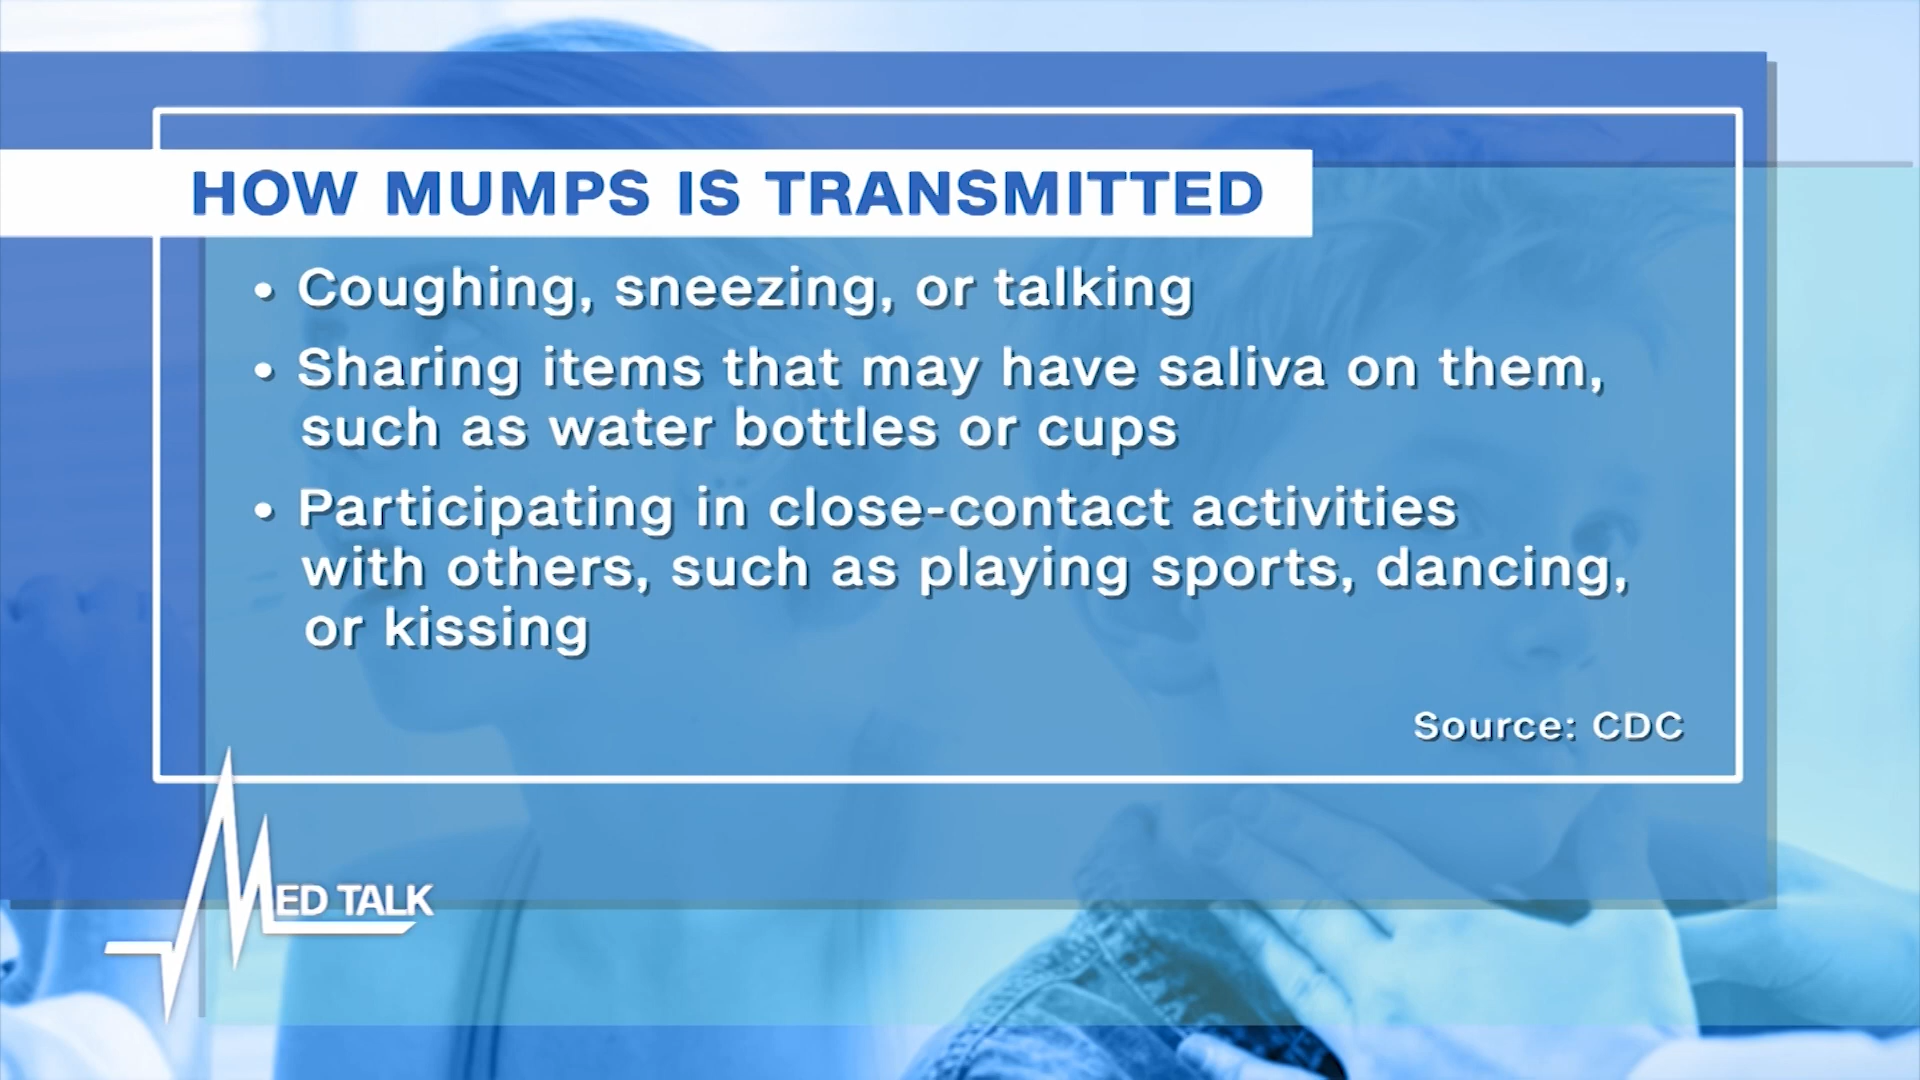 HOW MUMPS IS TRANSMITTED
• Coughing, sneezing, or talking
• Sharing items that may have saliva on them,
such as water bottles or cups
• Participating in close-contact activities
with others, such as playing sports, dancing,
or kissing
Source: CDC
MED TALK